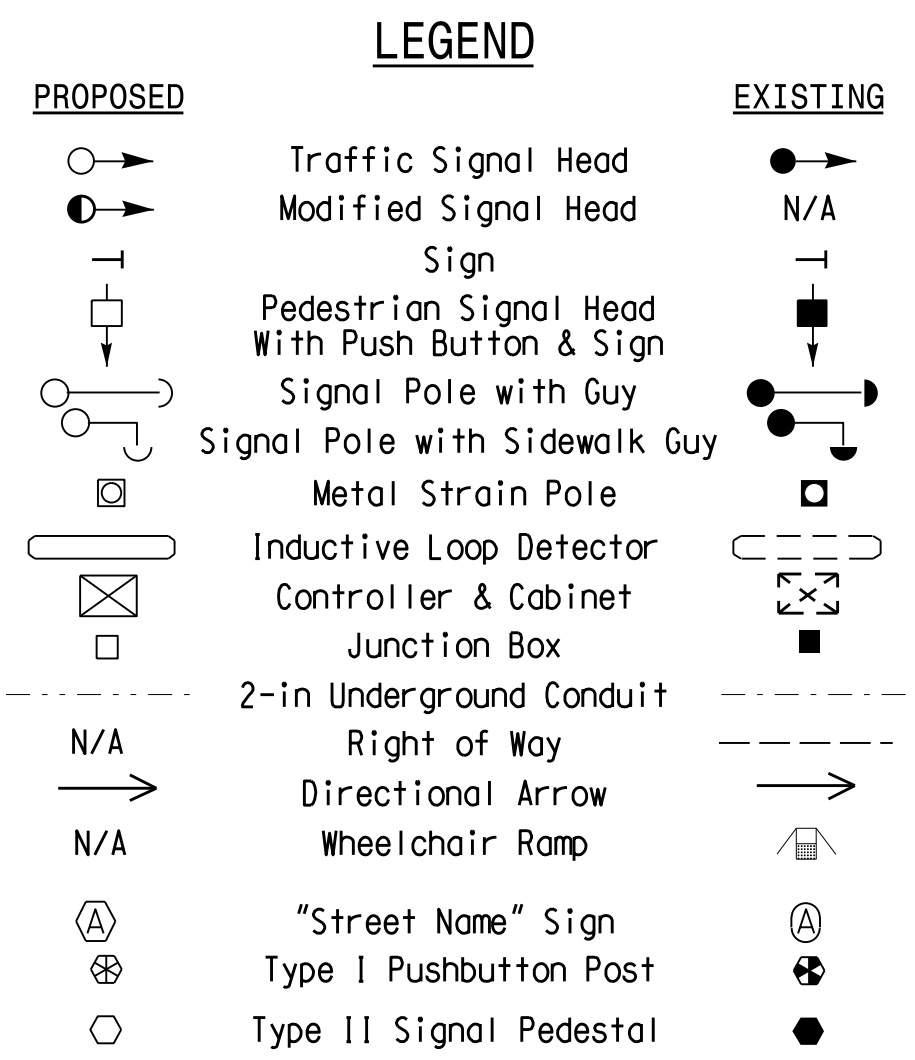 LEGEND
PROPOSED EXISTING
Traffic Signal Head
Modified Signal Head N/A
Sign
Pedestrian Signal Head
With Push Button & Sign
Signal Pole with Guy
Signal Pole with Sidewalk Guy
Metal Strain Pole
Inductive Loop Detector
Controller & Cabinet
Junction Box
2-in Underground Conduit
N/A Right of Way
Directional Arrow
N/A Wheelchair Ramp
A "Street Name" Sign A
Type I Pushbutton Post
Type II Signal Pedestal